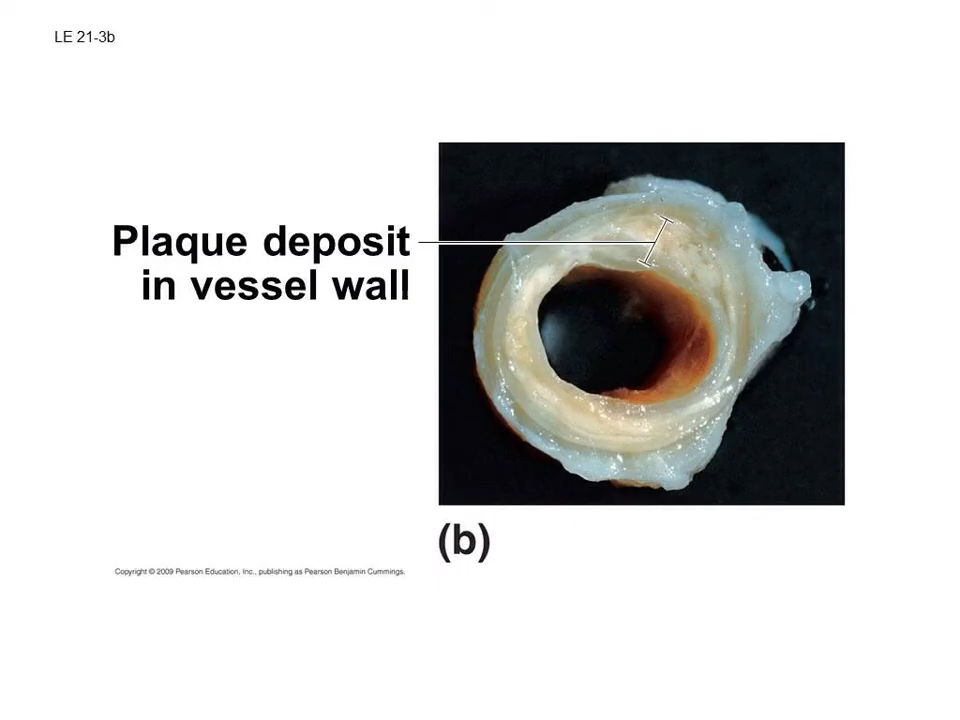 LE 21-3b
Plaque deposit
in vessel wall
(b)
Copyright © 2009 Pearson Education, Inc., publishing as Pearson Benjamin Cummings.